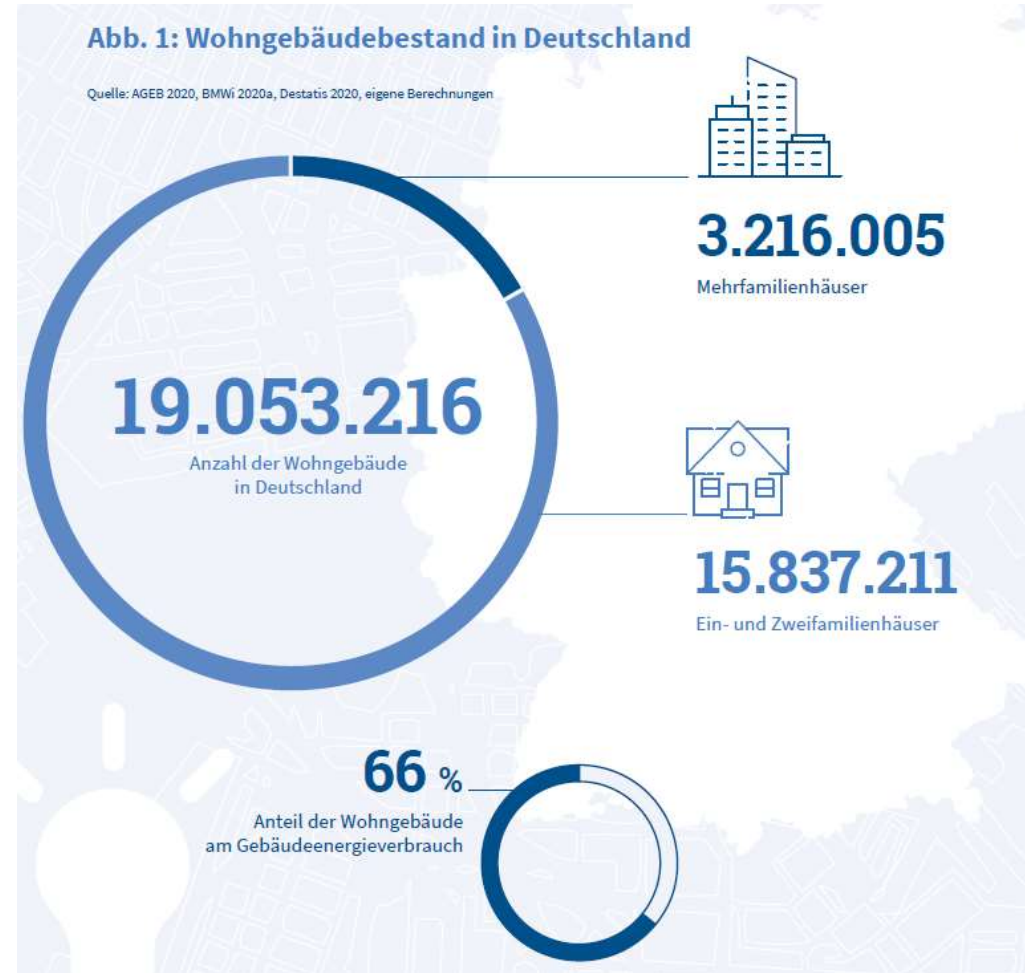 Abb. 1: Wohngebäudebestand in Deutschland
Quelle: AGEB 2020, BMWi 2020a, Destatis 2020, eigene Berechnungen
3.216.005
Mehrfamilienhäuser
19.053.216
Anzahl der Wohngebäude
in Deutschland
15.837.211
Ein- und Zweifamilienhäuser
66 %
Anteil der Wohngebäude
am Gebäudeenergieverbrauch